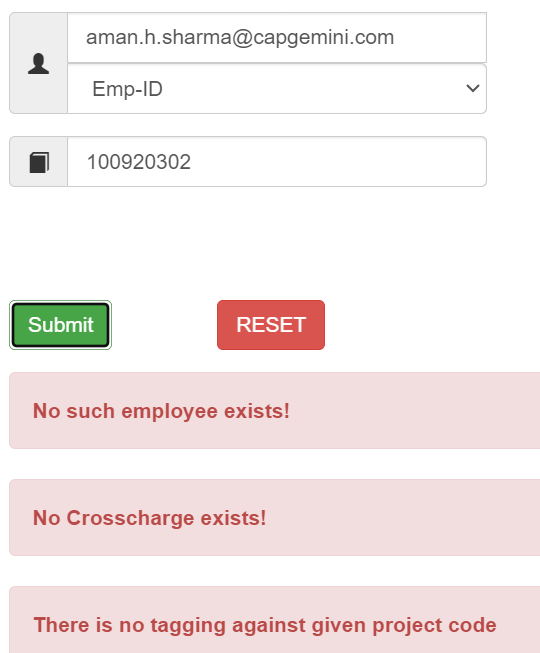 aman.h.sharma@capgemini.com
Emp-ID
100920302
Submit
RESET
No such employee exists!
No Crosscharge exists!
There is no tagging against given project code